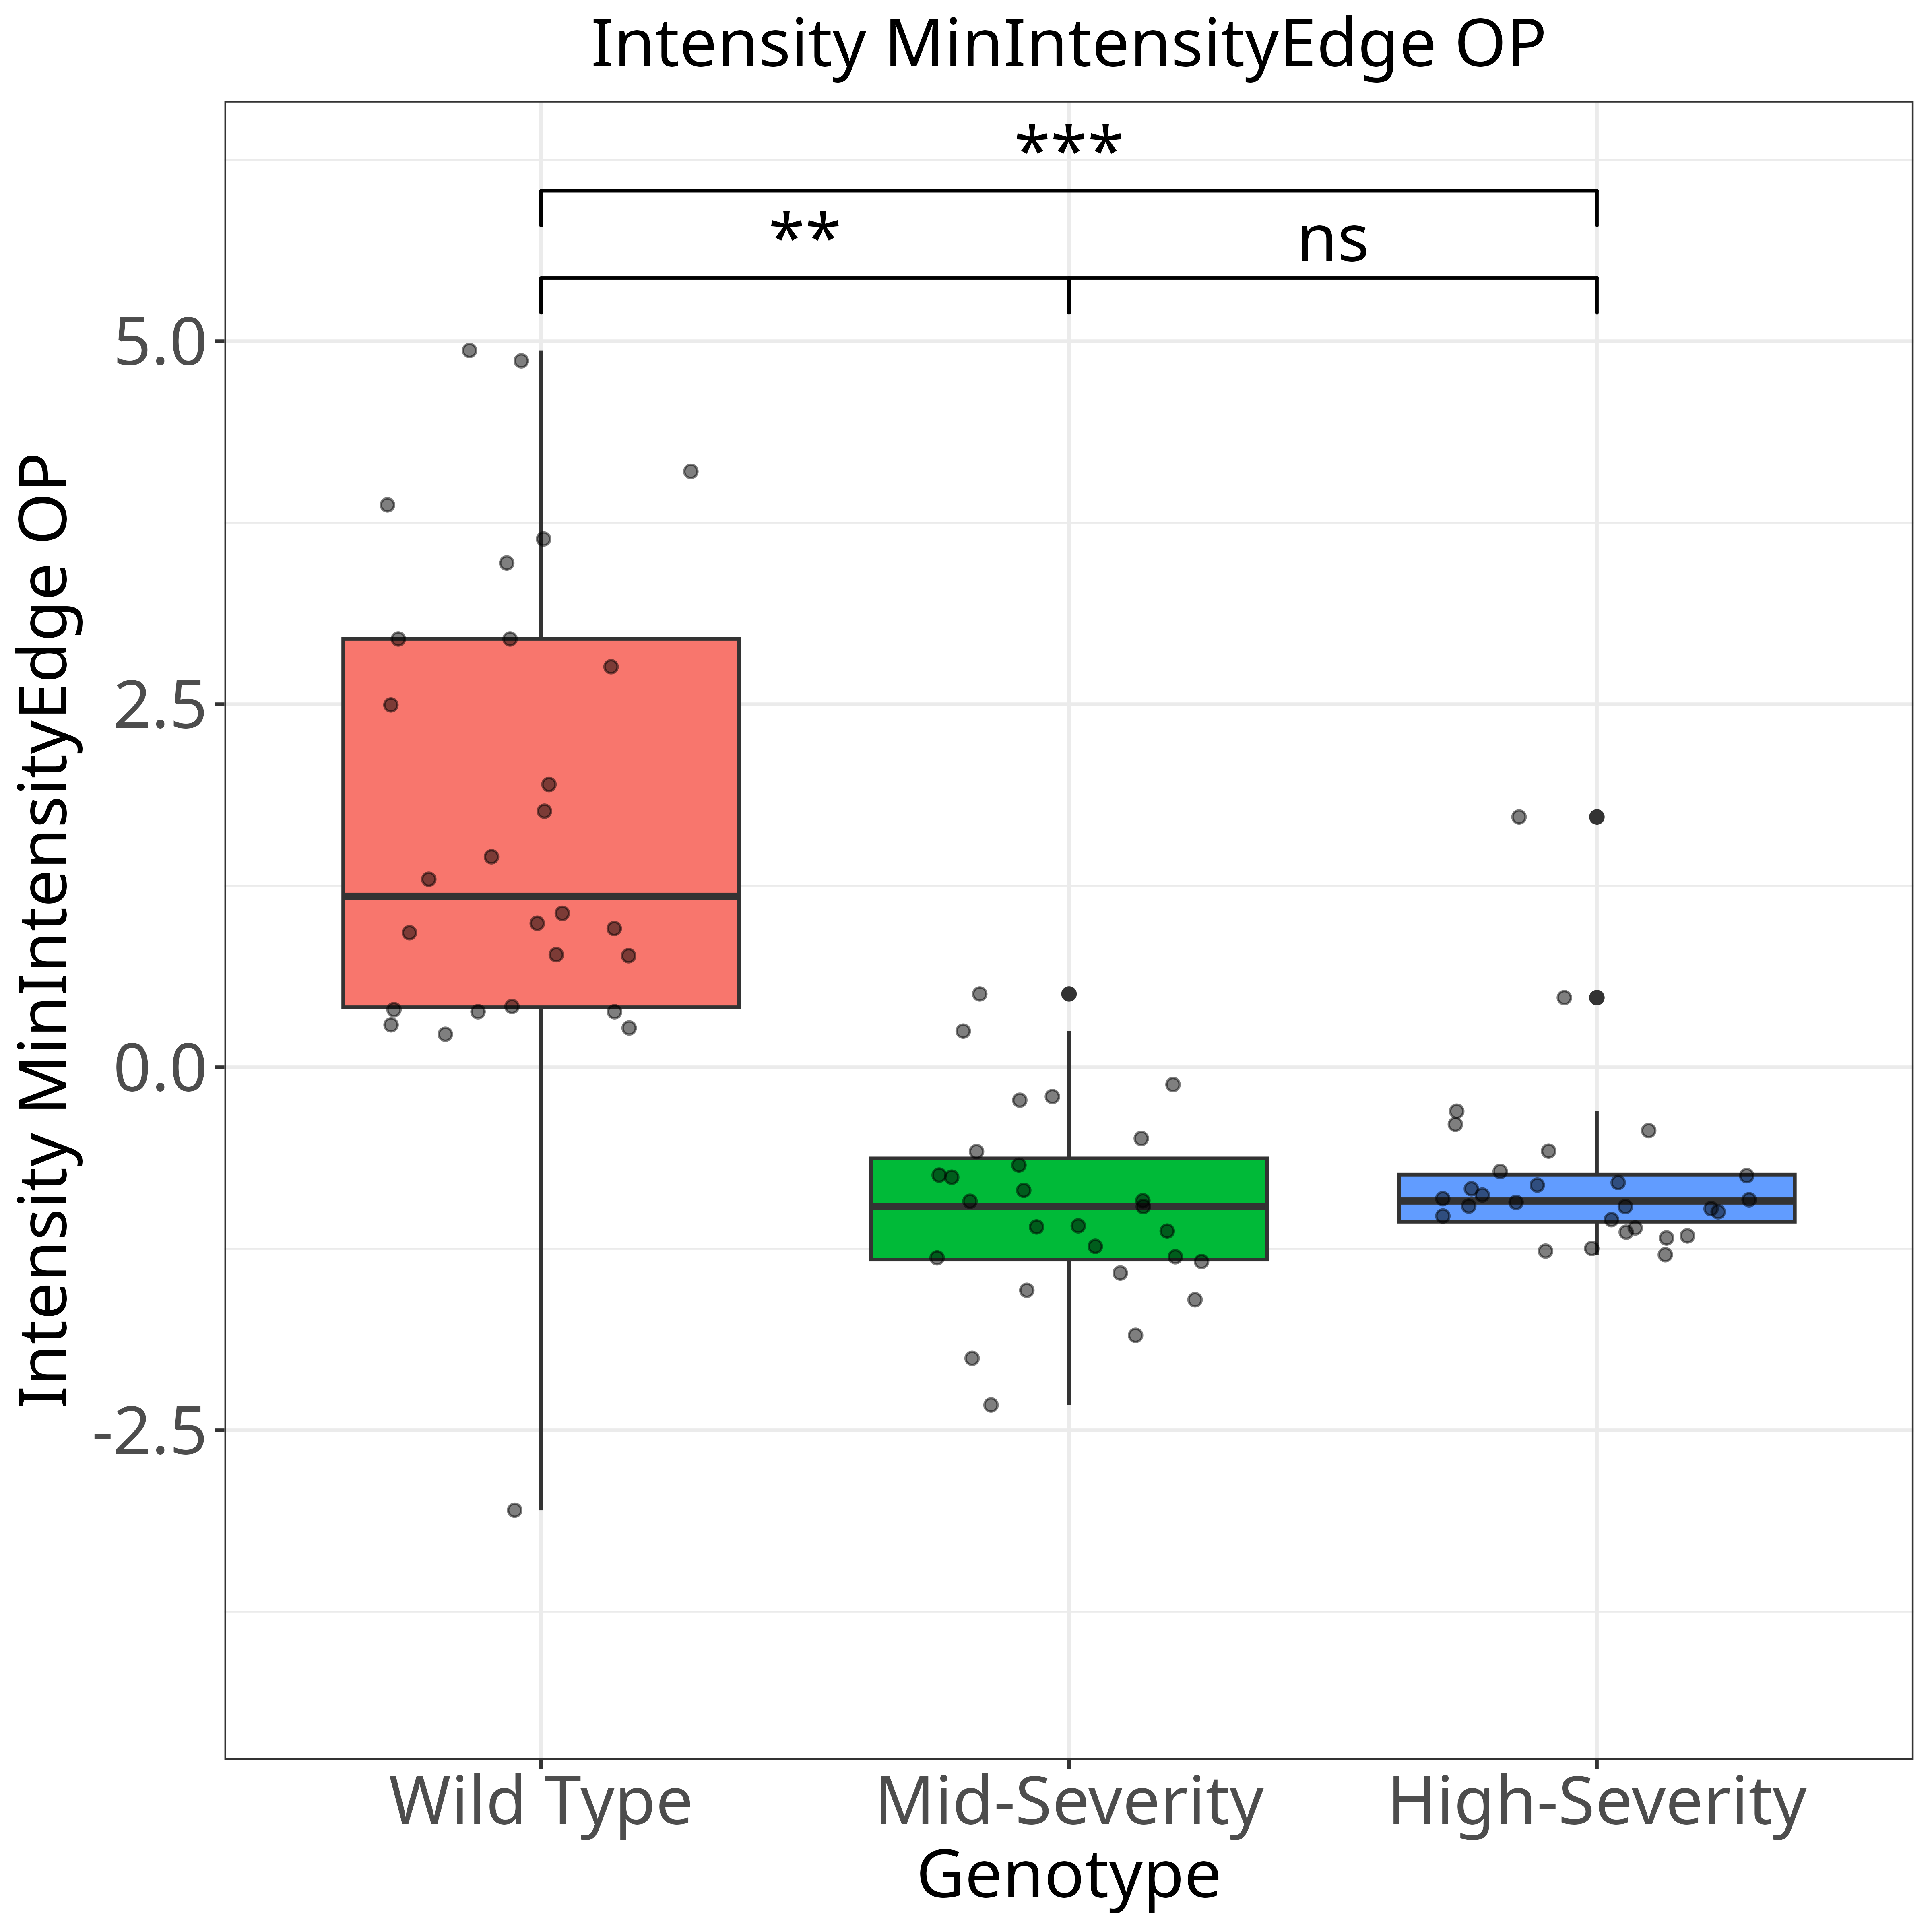 Intensity MinIntensityEdge OP
***
**
ns
Intensity MinIntensityEdge OP
5.0
2.5
0.0
-2.5
Wild Type
Mid-Severity
High-Severity
Genotype